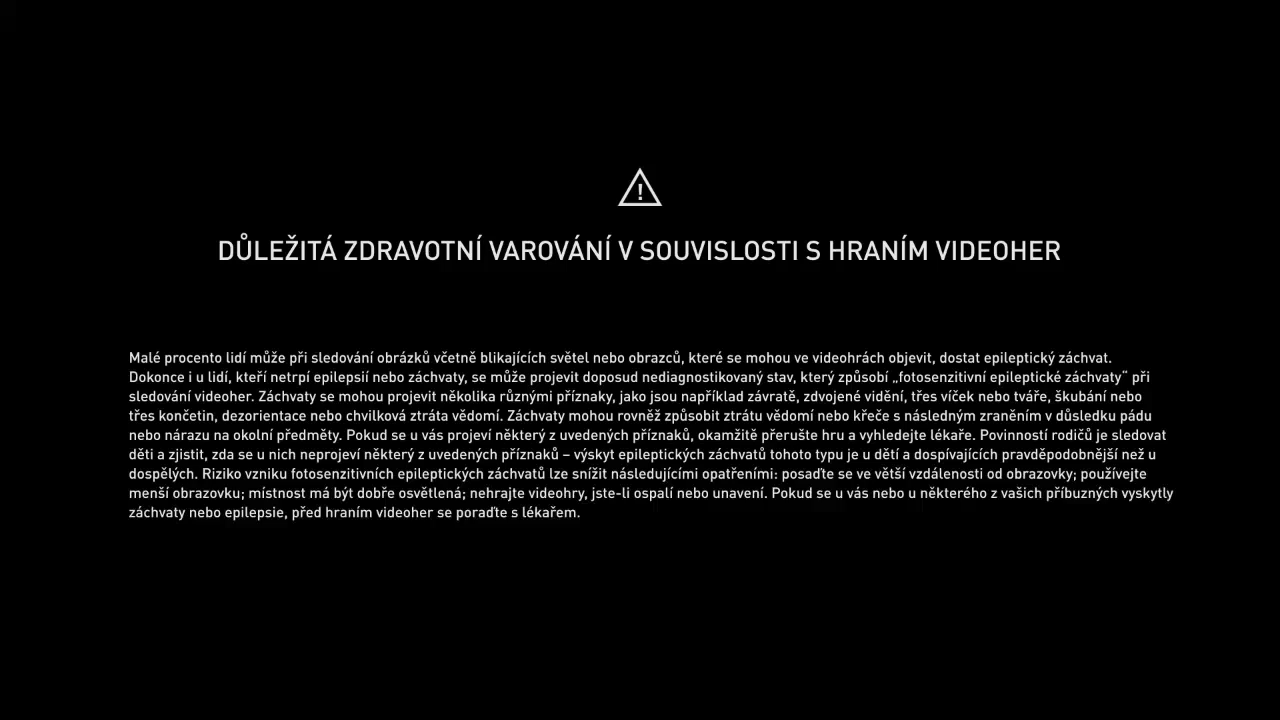 DŮLEŽITÁ ZDRAVOTNÍ VAROVÁNÍ V SOUVISLOSTI S HRANÍM VIDEOHER
Malé procento lidí může při sledování obrázků včetně blikajících světel nebo obrazců, které se mohou ve videohrách objevit, dostat epileptický záchvat.
Dokonce i u lidí, kteří netrpí epilepsií nebo záchvaty, se může projevit doposud nediagnostikovaný stav, který způsobí „fotosenzitivní epileptické záchvaty“ při
sledování videoher. Záchvaty se mohou projevit několika různými příznaky, jako jsou například závratě, zdvojené vidění, třes víček nebo tváře, škubání nebo
třes končetin, dezorientace nebo chvilková ztráta vědomí. Záchvaty mohou rovněž způsobit ztrátu vědomí nebo křeče s následným zraněním v důsledku pádu
nebo nárazu na okolní předměty. Pokud se u vás projeví některý z uvedených příznaků, okamžitě přerušte hru a vyhledejte lékaře. Povinností rodičů je sledovat
děti a zjistit, zda se u nich neprojeví některý z uvedených příznaků – výskyt epileptických záchvatů tohoto typu je u dětí a dospívajících pravděpodobnější než u
dospělých. Riziko vzniku fotosenzitivních epileptických záchvatů lze snížit následujícími opatřeními: posaďte se ve větší vzdálenosti od obrazovky; používejte
menší obrazovku; místnost má být dobře osvětlená; nehrajte videohry, jste-li ospalí nebo unavení. Pokud se u vás nebo u některého z vašich příbuzných vyskytly
záchvaty nebo epilepsie, před hraním videoher se poraďte s lékařem.